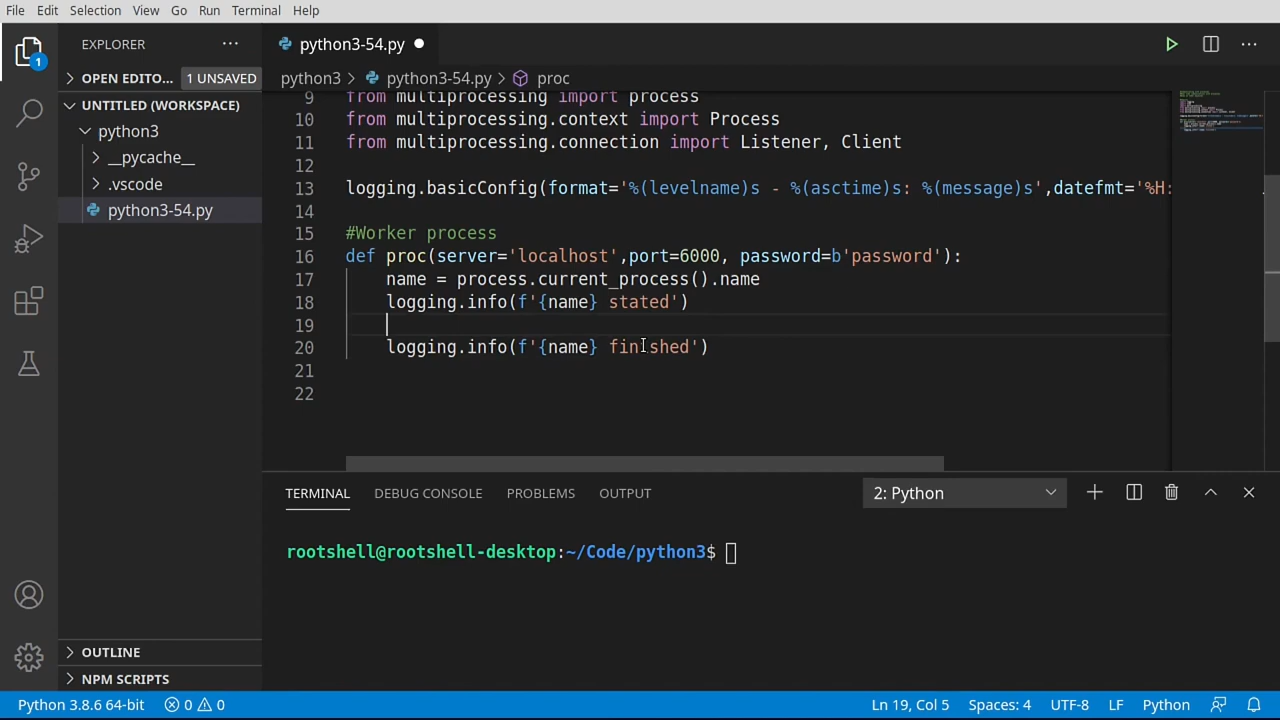 File Edit Selection View Go Run Terminal Help
EXPLORER
OPEN EDITO... 1 UNSAVED
UNTITLED (WORKSPACE)
python3
__pycache__
.vscode
python3-54.py
OUTLINE
NPM SCRIPTS
1
python3-54.py
python3 > python3-54.py > proc
9 from multiprocessing import process
10 from multiprocessing.context import Process
11 from multiprocessing.connection import Listener, Client
12
13 logging.basicConfig(format='%(levelname)s - %(asctime)s: %(message)s',datefmt='%H:
14
15 #Worker process
16 def proc(server='localhost',port=6000, password=b'password'):
17 name = process.current_process().name
18 logging.info(f'{name} stated')
19
20 logging.info(f'{name} finished')
21
22
TERMINAL DEBUG CONSOLE PROBLEMS OUTPUT 2: Python
rootshell@rootshell-desktop:~/Code/python3$
Python 3.8.6 64-bit 0 0 Ln 19, Col 5 Spaces: 4 UTF-8 LF Python